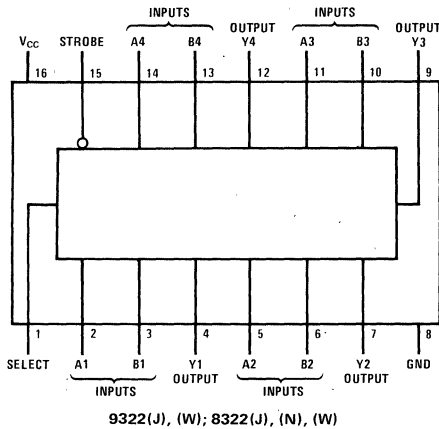 INPUTS INPUTS
OUTPUT OUTPUT
VCC STROBE A4 B4 Y4 A3 B3 Y3
16 15 14 13 12 11 10 9
1 2 3 4 5 6 7 8
SELECT A1 B1 Y1 A2 B2 Y2 GND
OUTPUT OUTPUT
INPUTS INPUTS
9322(J), (W); 8322(J), (N), (W)